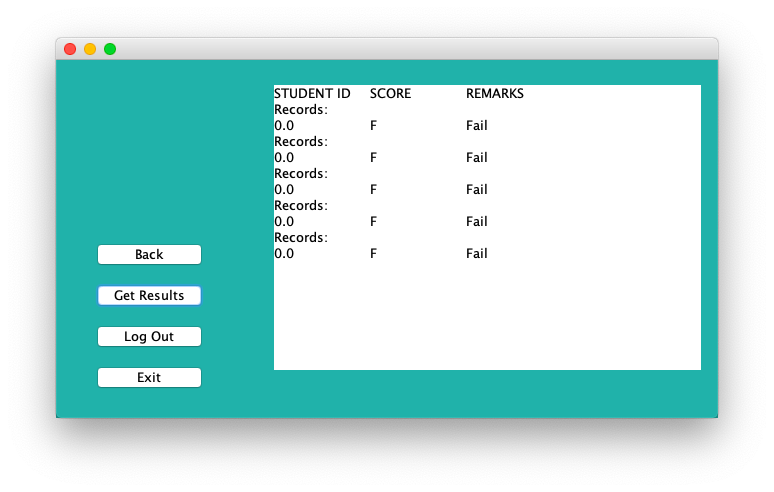 STUDENT ID SCORE REMARKS
Records:
0.0 F Fail
Records:
0.0 F Fail
Records:
0.0 F Fail
Records:
0.0 F Fail
Records:
0.0 F Fail
Back
Get Results
Log Out
Exit